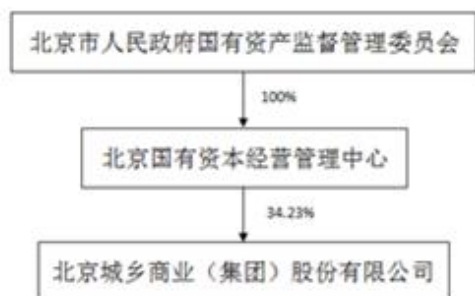 北京市人民政府国有资产监督管理委员会
100%
北京国有资本经营管理中心
34.23%
北京城乡商业（集团）股份有限公司